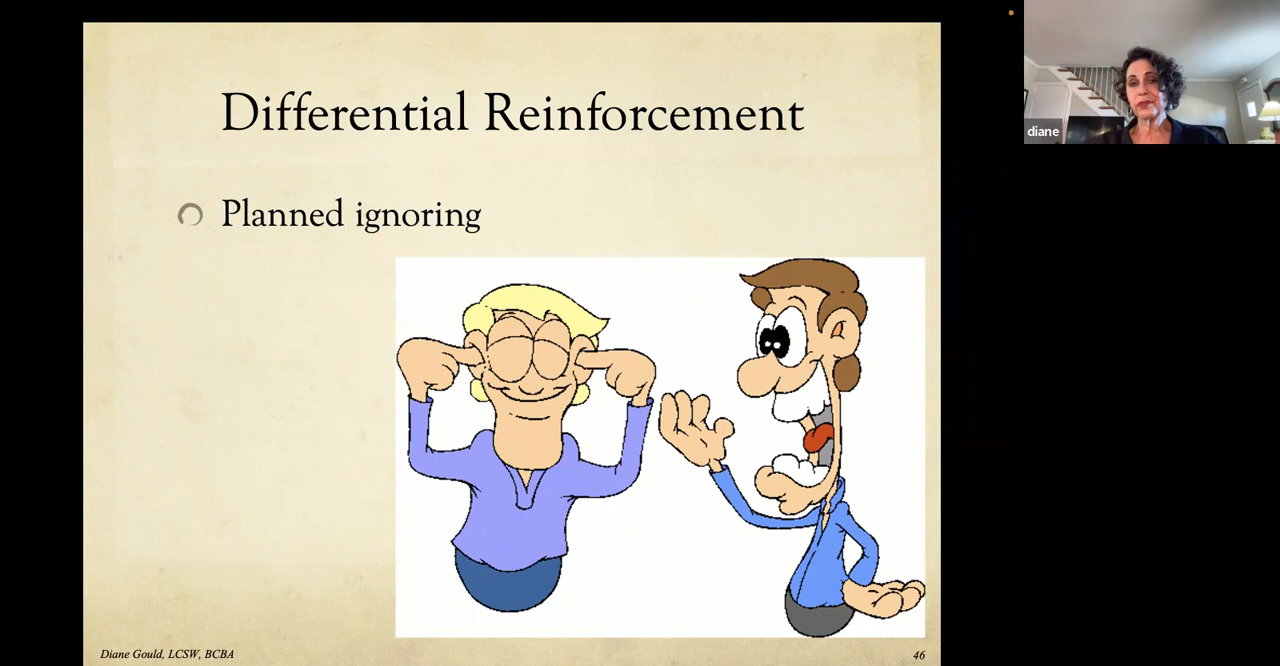 Differential Reinforcement
Planned ignoring
Diane Gould, LCSW, BCBA
46
diane